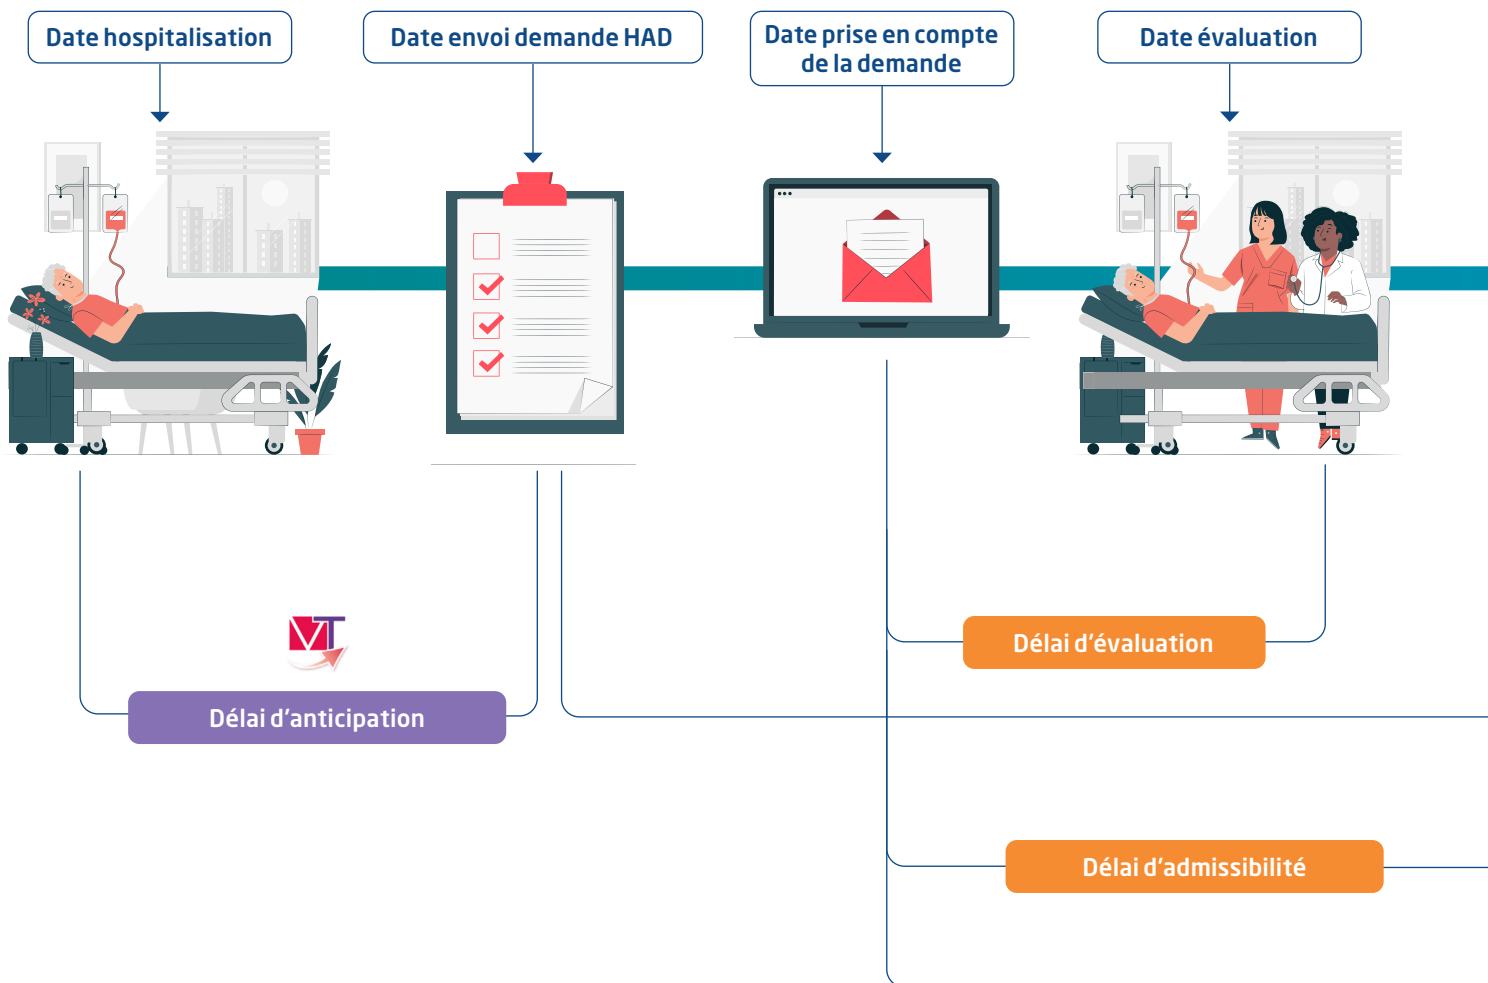 Date hospitalisation
Date envoi demande HAD
Date prise en compte
de la demande
Date évaluation
VT
Délai d'évaluation
Délai d'anticipation
Délai d'admissibilité